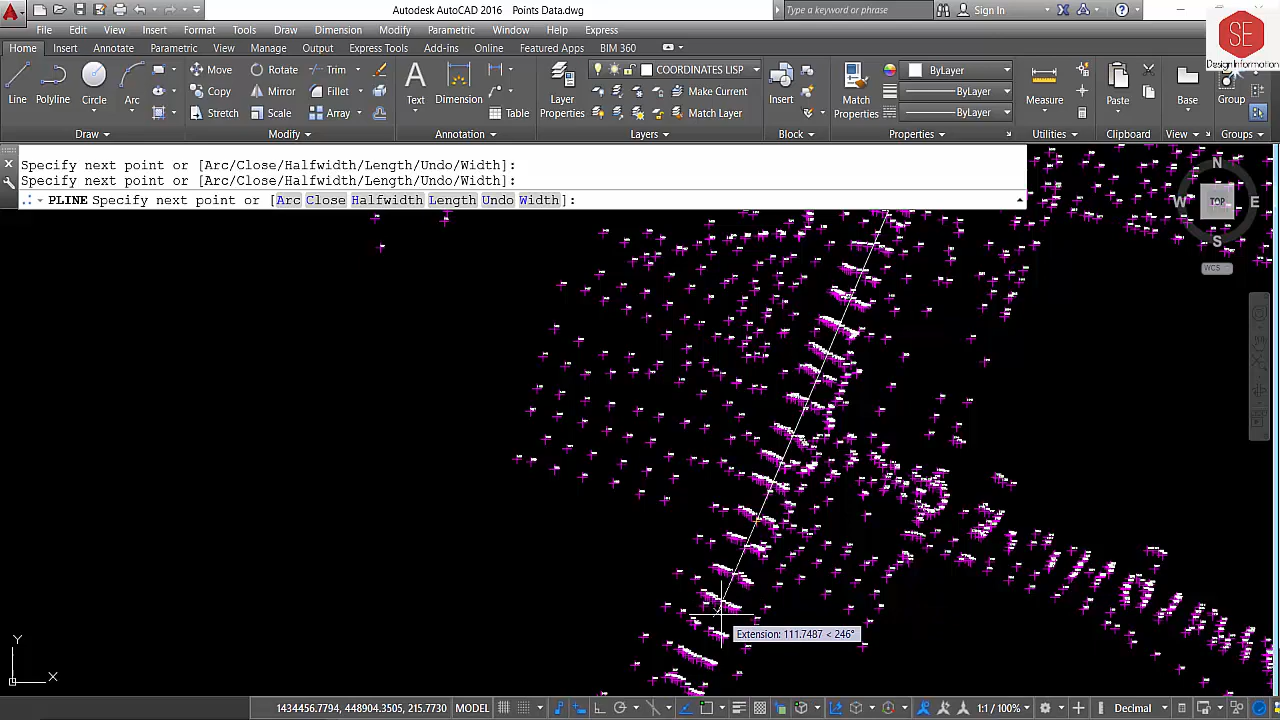 Autodesk AutoCAD 2016 Points Data.dwg
Type a keyword or phrase
Sign In
SE
Design Information
File Edit View Insert Format Tools Draw Dimension Modify Parametric Window Help Express
Home Insert Annotate Parametric View Manage Output Express Tools Add-ins Online Featured Apps BIM 360
Line
Polyline
Circle
Arc
Move
Copy
Stretch
Rotate
Mirror
Scale
Trim
Fillet
Array
Text
Dimension
Table
Layer
Properties
COORDINATES LISP
Make Current
Match Layer
Insert
Match
Properties
ByLayer
ByLayer
ByLayer
Measure
Paste
Base
Group
Draw
Modify
Annotation
Layers
Block
Properties
Utilities
Clipboard
View
Groups
Specify next point or [Arc/Close/Halfwidth/Length/Undo/Width]:
Specify next point or [Arc/Close/Halfwidth/Length/Undo/Width]:
PLINE Specify next point or [Arc Close Halfwidth Length Undo Width]:
N
W TOP E
S
WCS
Extension: 111.7487 < 246°
Y
X
1434456.7794, 448904.3505, 215.7730 MODEL
1:1 / 100%
Decimal